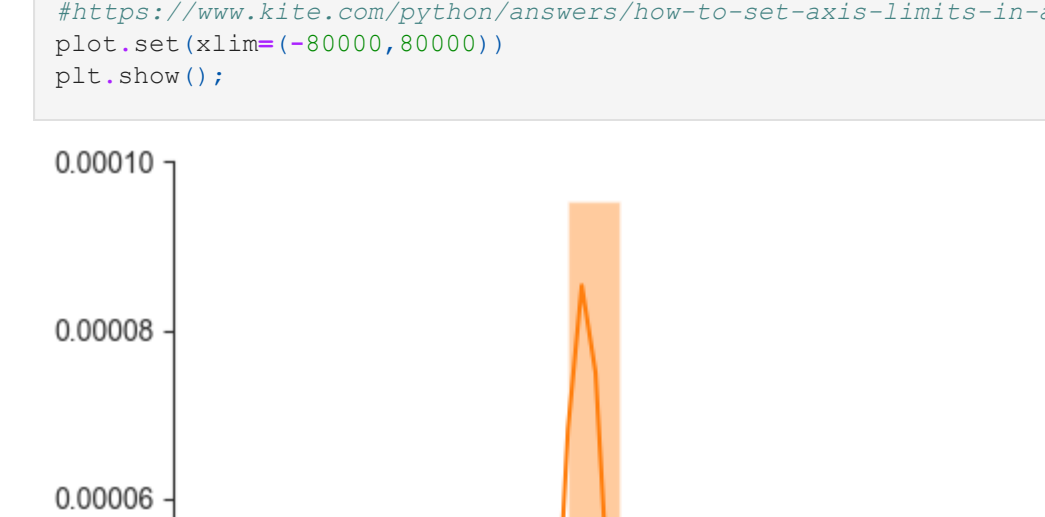 #https://www.kite.com/python/answers/how-to-set-axis-limits-in-
plot.set(xlim=(-80000,80000))
plt.show();
0.00010
0.00008
0.00006